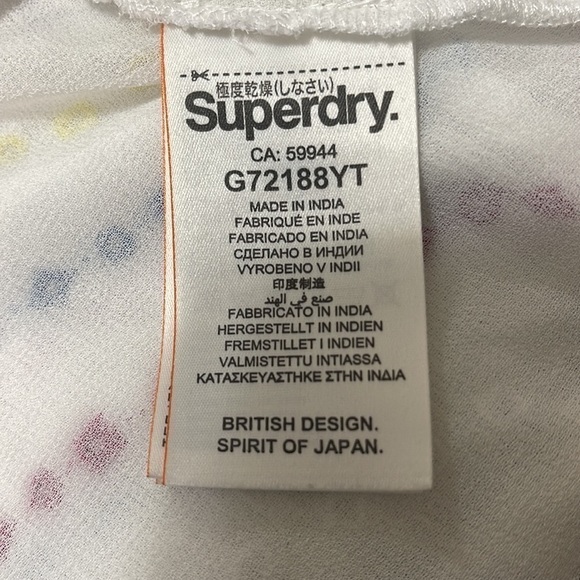 極度乾燥(しなさい)
Superdry.
CA: 59944
G72188YT
MADE IN INDIA
FABRIQUÉ EN INDE
FABRICADO EN INDIA
СДЕЛАНО В ИНДИИ
VYROBENO V INDII
印度制造
صنع في الهند
FABBRICATO IN INDIA
HERGESTELLT IN INDIEN
FREMSTILLET I INDIEN
VALMISTETTU INTIASSA
ΚΑΤΑΣΚΕΥΑΣΤΗΚΕ ΣΤΗΝ ΙΝΔΙΑ
BRITISH DESIGN.
SPIRIT OF JAPAN.